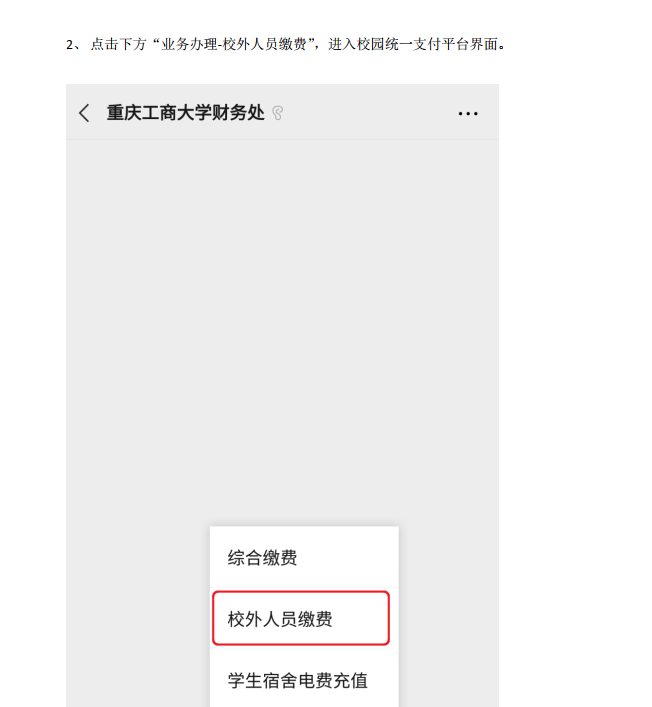 2、 点击下方“业务办理-校外人员缴费”，进入校园统一支付平台界面。
重庆工商大学财务处
综合缴费
校外人员缴费
学生宿舍电费充值